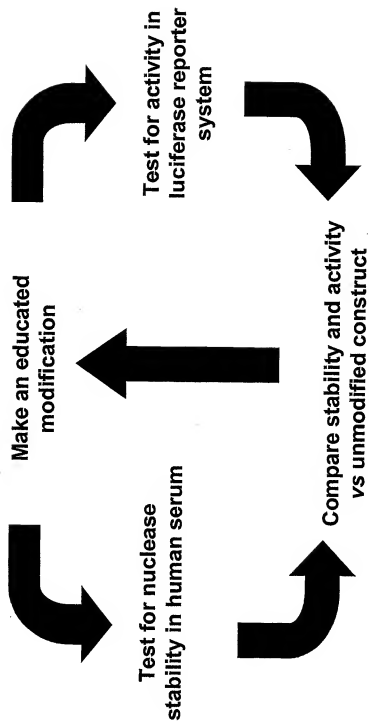 Make an educated
modification
Test for nuclease
stability in human serum
Test for activity in
luciferase reporter
system
Compare stability and activity
vs unmodified construct